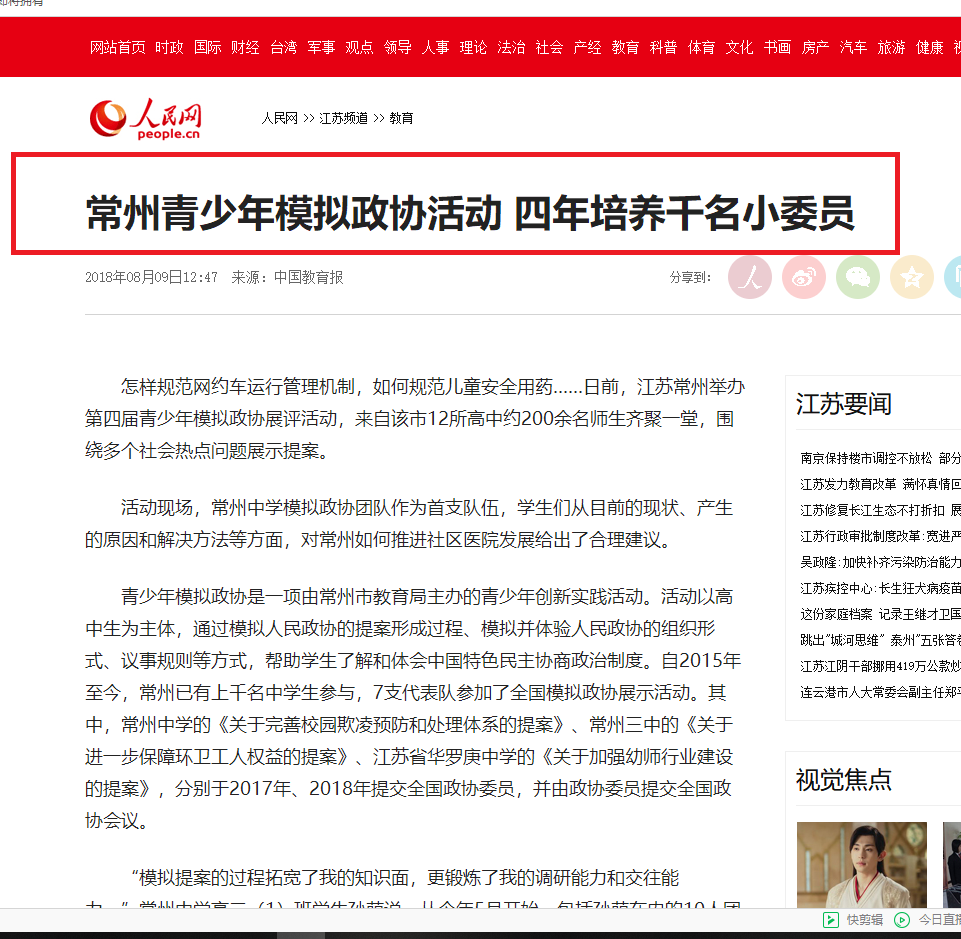 即将拥有
网站首页 时政 国际 财经 台湾 军事 观点 领导 人事 理论 法治 社会 产经 教育 科普 体育 文化 书画 房产 汽车 旅游 健康
人民网
people.cn
人民网 >> 江苏频道 >> 教育
常州青少年模拟政协活动 四年培养千名小委员
2018年08月09日12:47 来源：中国教育报
分享到：
人
怎样规范网约车运行管理机制，如何规范儿童安全用药……日前，江苏常州举办
第四届青少年模拟政协展评活动，来自该市12所高中约200余名师生齐聚一堂，围
绕多个社会热点问题展示提案。
活动现场，常州中学模拟政协团队作为首支队伍，学生们从目前的现状、产生
的原因和解决方法等方面，对常州如何推进社区医院发展给出了合理建议。
青少年模拟政协是一项由常州市教育局主办的青少年创新实践活动。活动以高
中生为主体，通过模拟人民政协的提案形成过程、模拟并体验人民政协的组织形
式、议事规则等方式，帮助学生了解和体会中国特色民主协商政治制度。自2015年
至今，常州已有上千名中学生参与，7支代表队参加了全国模拟政协展示活动。其
中，常州中学的《关于完善校园欺凌预防和处理体系的提案》、常州三中的《关于
进一步保障环卫工人权益的提案》、江苏省华罗庚中学的《关于加强幼师行业建设
的提案》，分别于2017年、2018年提交全国政协委员，并由政协委员提交全国政
协会议。
“模拟提案的过程拓宽了我的知识面，更锻炼了我的调研能力和交往能
江苏要闻
南京保持楼市调控不放松 部分
江苏发力教育改革 满怀真情回
江苏修复长江生态不打折扣 展
江苏行政审批制度改革:宽进严
吴政隆:加快补齐污染防治能力
江苏疾控中心:长生狂犬病疫苗
这份家庭档案 记录王继才卫国
跳出"城河思维" 泰州"五张答卷
江苏江阴干部挪用419万公款炒
连云港市人大常委会副主任郑平
视觉焦点
快剪辑 今日直播